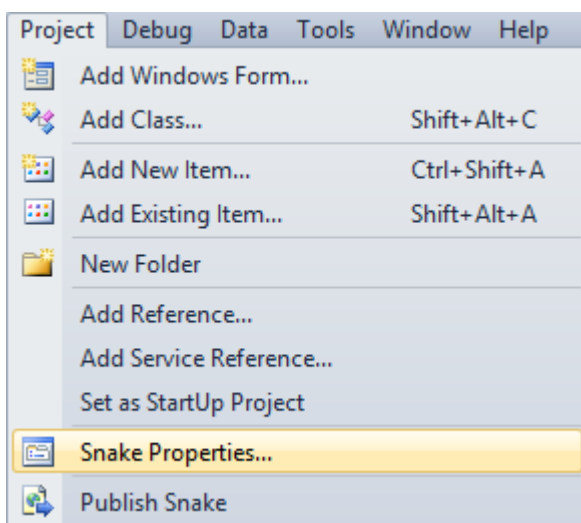 Project Debug Data Tools Window Help
Add Windows Form...
Add Class... Shift+Alt+C
Add New Item... Ctrl+Shift+A
Add Existing Item... Shift+Alt+A
New Folder
Add Reference...
Add Service Reference...
Set as StartUp Project
Snake Properties...
Publish Snake